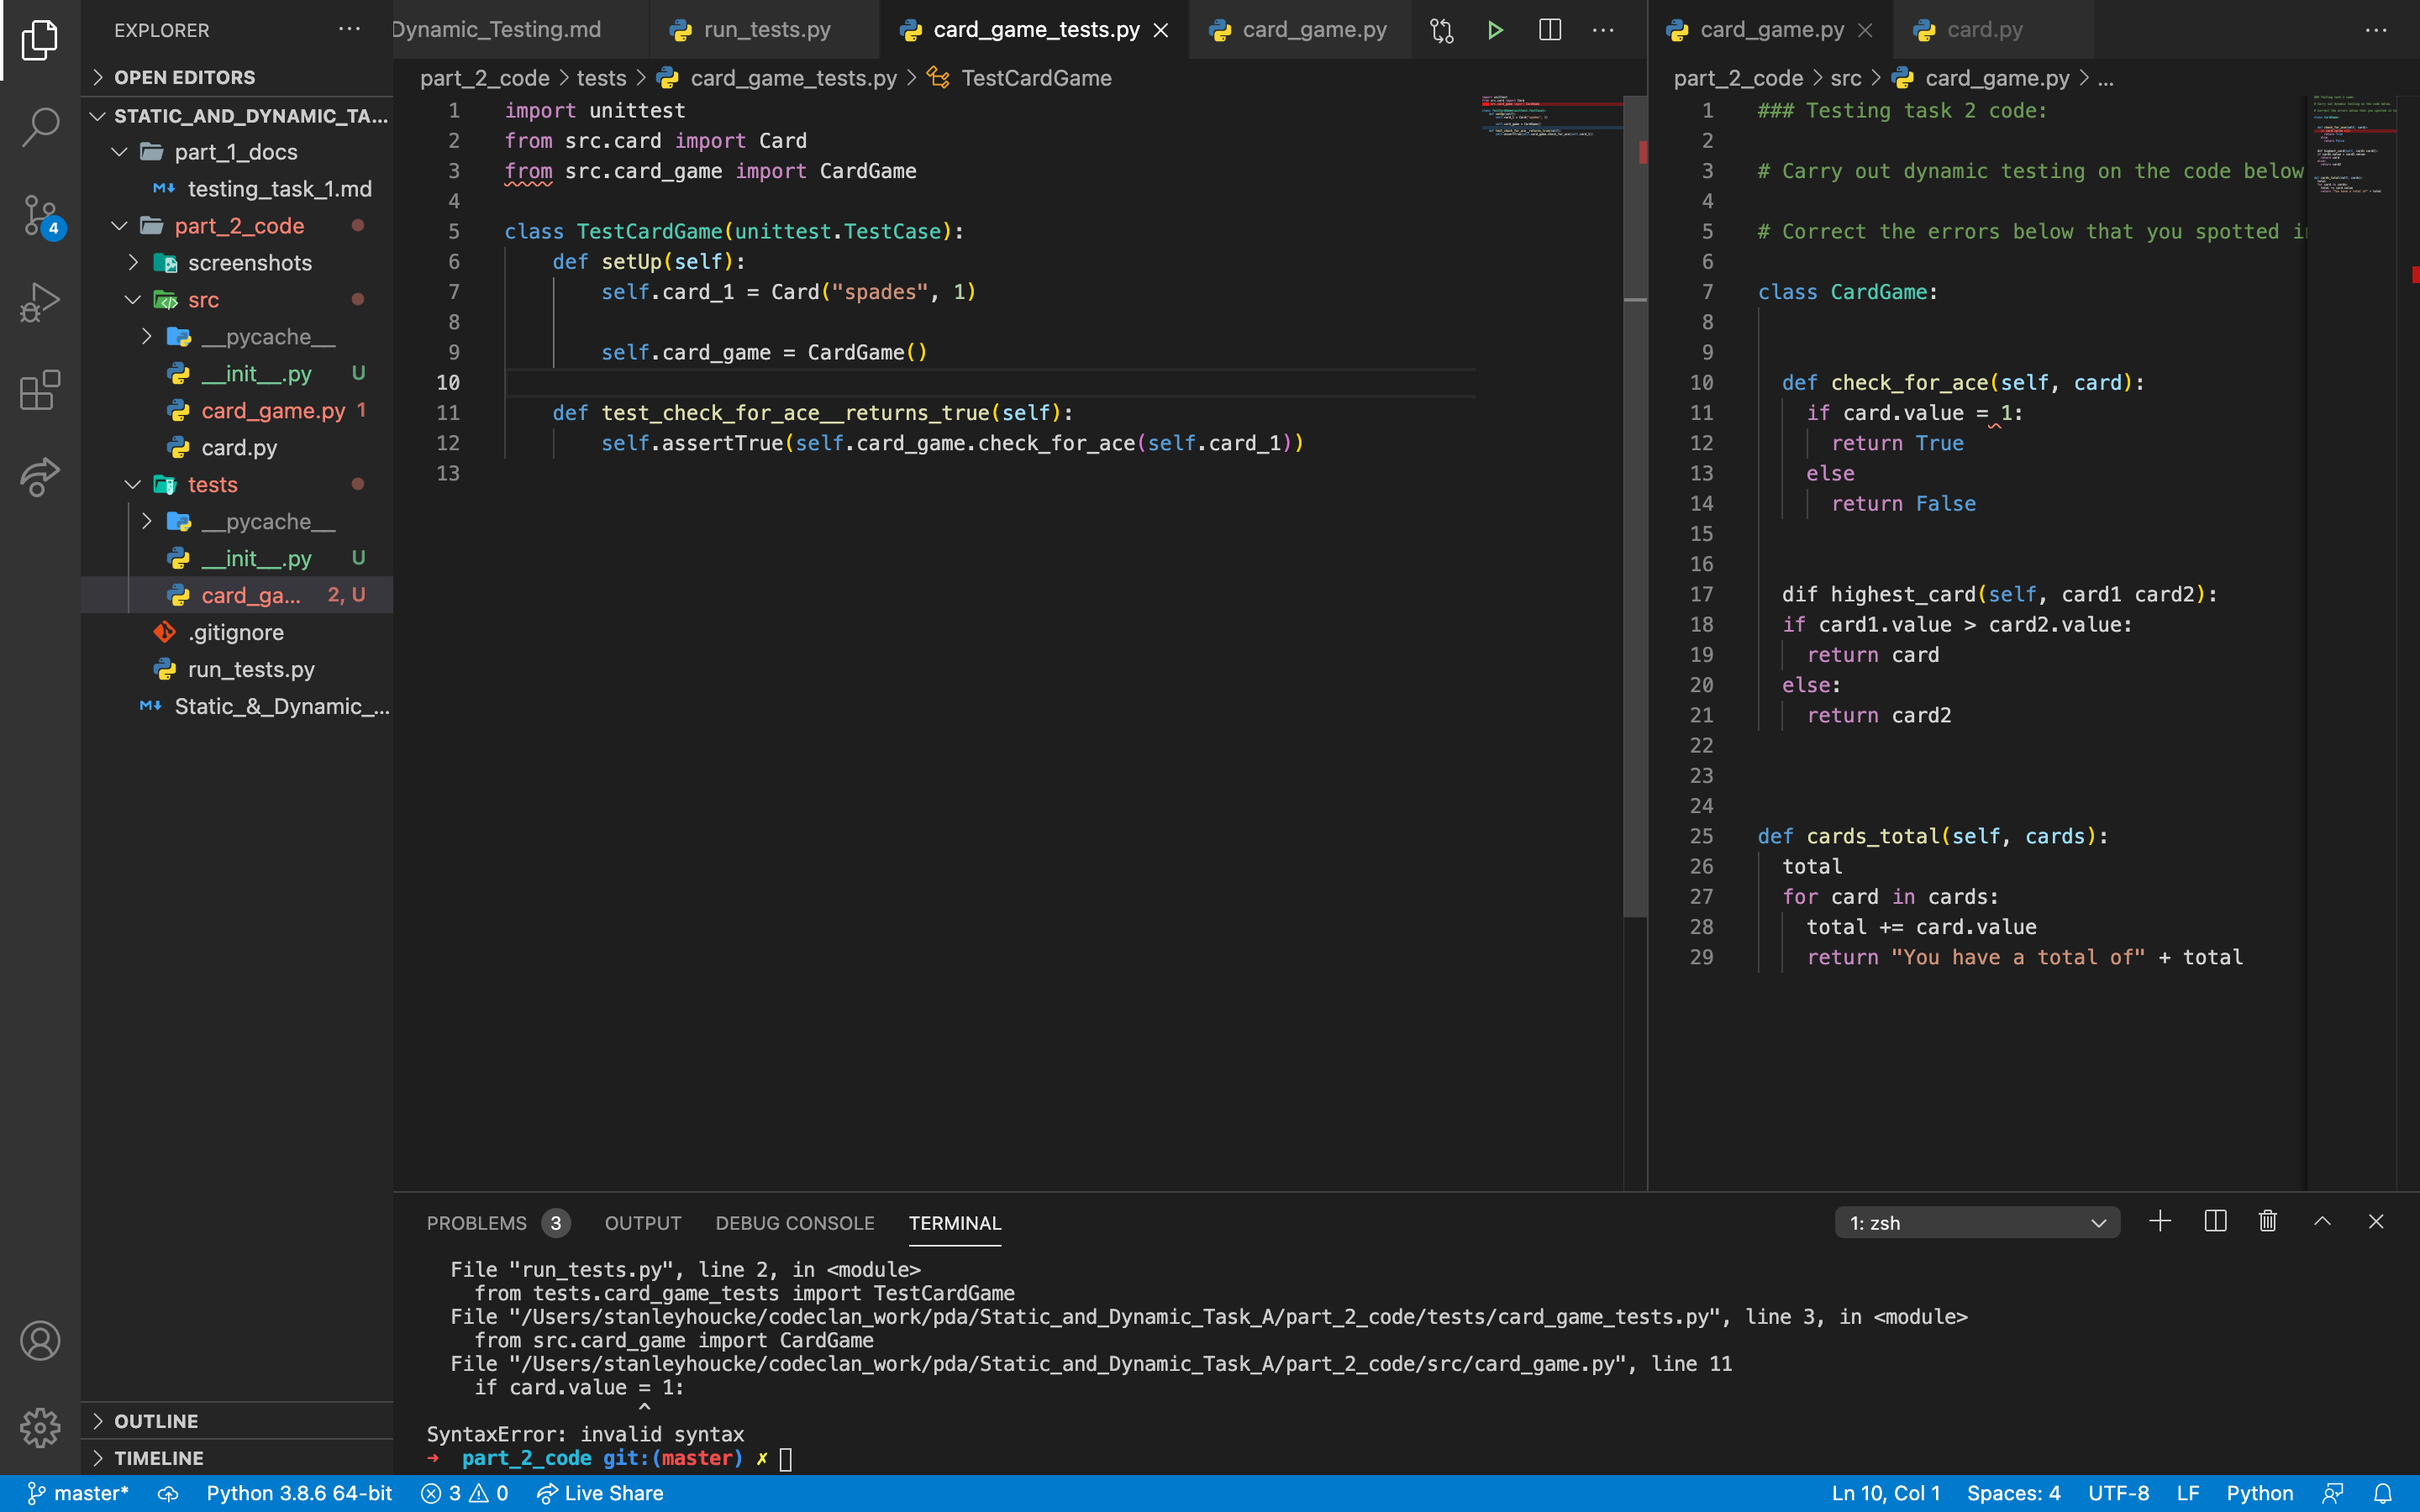 EXPLORER
OPEN EDITORS
STATIC_AND_DYNAMIC_TA...
part_1_docs
testing_task_1.md
part_2_code
screenshots
src
__pycache__
__init__.py U
card_game.py 1
card.py
tests
__pycache__
__init__.py U
card_ga... 2, U
.gitignore
run_tests.py
Static_&_Dynamic_...
OUTLINE
TIMELINE
4
Dynamic_Testing.md
run_tests.py
card_game_tests.py
card_game.py
part_2_code > tests > card_game_tests.py > TestCardGame
1 import unittest
2 from src.card import Card
3 from src.card_game import CardGame
4
5 class TestCardGame(unittest.TestCase):
6 def setUp(self):
7 self.card_1 = Card("spades", 1)
8
9 self.card_game = CardGame()
10
11 def test_check_for_ace__returns_true(self):
12 self.assertTrue(self.card_game.check_for_ace(self.card_1))
13
card_game.py
card.py
part_2_code > src > card_game.py > ...
1 ### Testing task 2 code:
2
3 # Carry out dynamic testing on the code below
4
5 # Correct the errors below that you spotted i
6
7 class CardGame:
8
9
10 def check_for_ace(self, card):
11 if card.value = 1:
12 return True
13 else
14 return False
15
16
17 dif highest_card(self, card1 card2):
18 if card1.value > card2.value:
19 return card
20 else:
21 return card2
22
23
24
25 def cards_total(self, cards):
26 total
27 for card in cards:
28 total += card.value
29 return "You have a total of" + total
PROBLEMS 3 OUTPUT DEBUG CONSOLE TERMINAL
1: zsh
File "run_tests.py", line 2, in <module>
from tests.card_game_tests import TestCardGame
File "/Users/stanleyhoucke/codeclan_work/pda/Static_and_Dynamic_Task_A/part_2_code/tests/card_game_tests.py", line 3, in <module>
from src.card_game import CardGame
File "/Users/stanleyhoucke/codeclan_work/pda/Static_and_Dynamic_Task_A/part_2_code/src/card_game.py", line 11
if card.value = 1:
^
SyntaxError: invalid syntax
➜ part_2_code git:(master) ✗
master* Python 3.8.6 64-bit 3 0 Live Share Ln 10, Col 1 Spaces: 4 UTF-8 LF Python